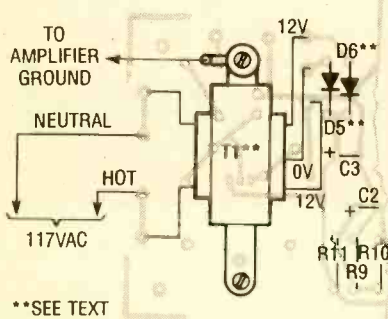 TO
AMPLIFIER
GROUND
12V
D6**
NEUTRAL
T1**
D5**
+ C3
HOT
0V
12V
+ C2
117VAC
R11 R10
R9
**SEE TEXT